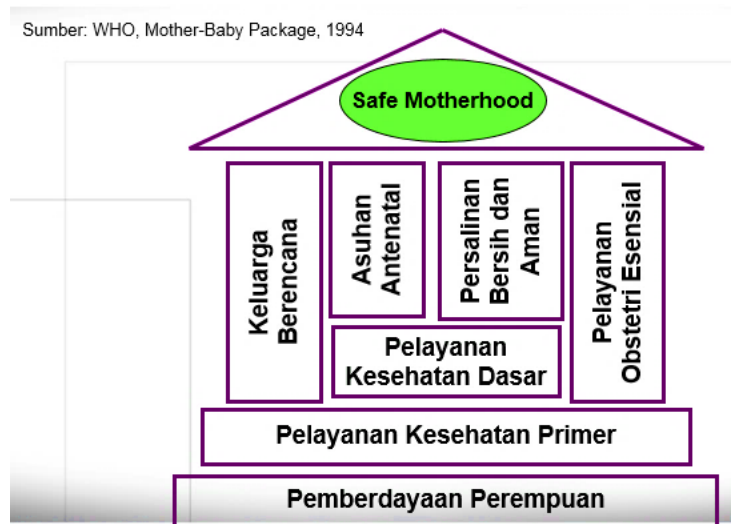 Sumber: WHO, Mother-Baby Package, 1994
Safe Motherhood
Keluarga
Berencana
Asuhan
Antenatal
Persalinan
Bersih dan
Aman
Pelayanan
Obstetri Esensial
Pelayanan
Kesehatan Dasar
Pelayanan Kesehatan Primer
Pemberdayaan Perempuan